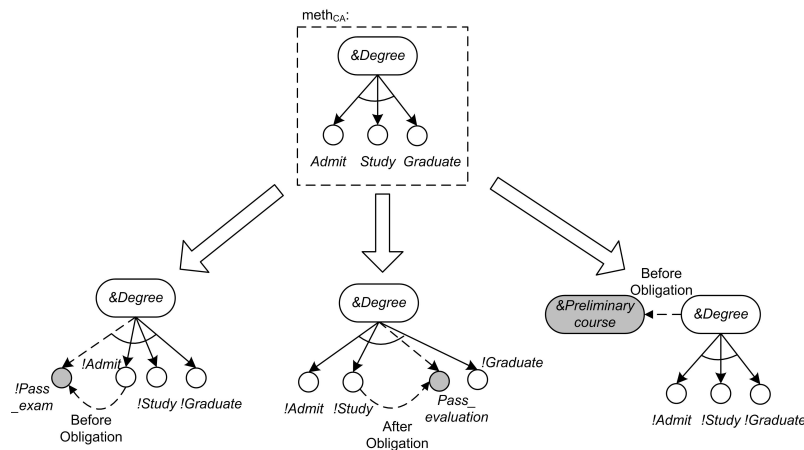 meth_CA:
&Degree
Admit Study Graduate
&Degree
!Admit
!Pass
_exam
!Study !Graduate
Before
Obligation
&Degree
!Graduate
!Admit
!Study
Pass_
evaluation
After
Obligation
Before
Obligation
&Preliminary
course
&Degree
!Admit !Study !Graduate